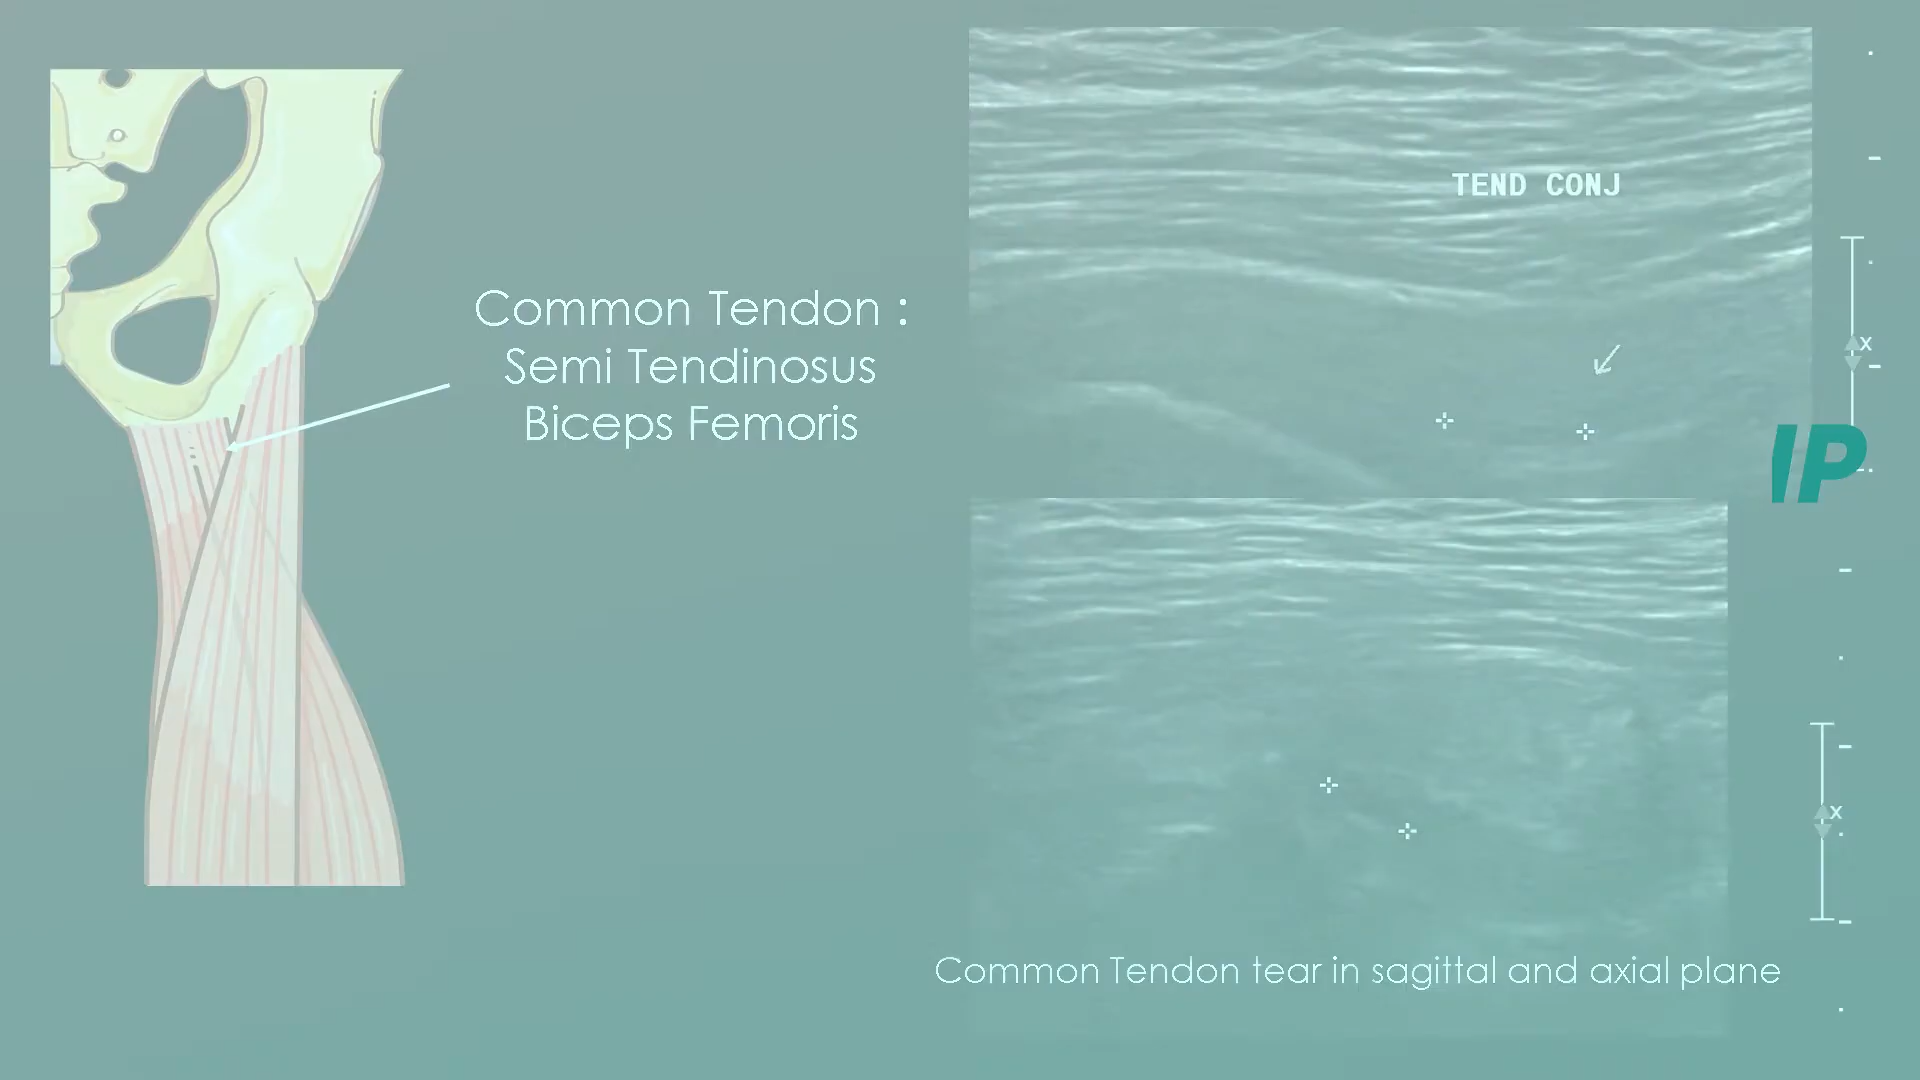 Common Tendon :
Semi Tendinosus
Biceps Femoris
TEND CONJ
x
IP
x
Common Tendon tear in sagittal and axial plane